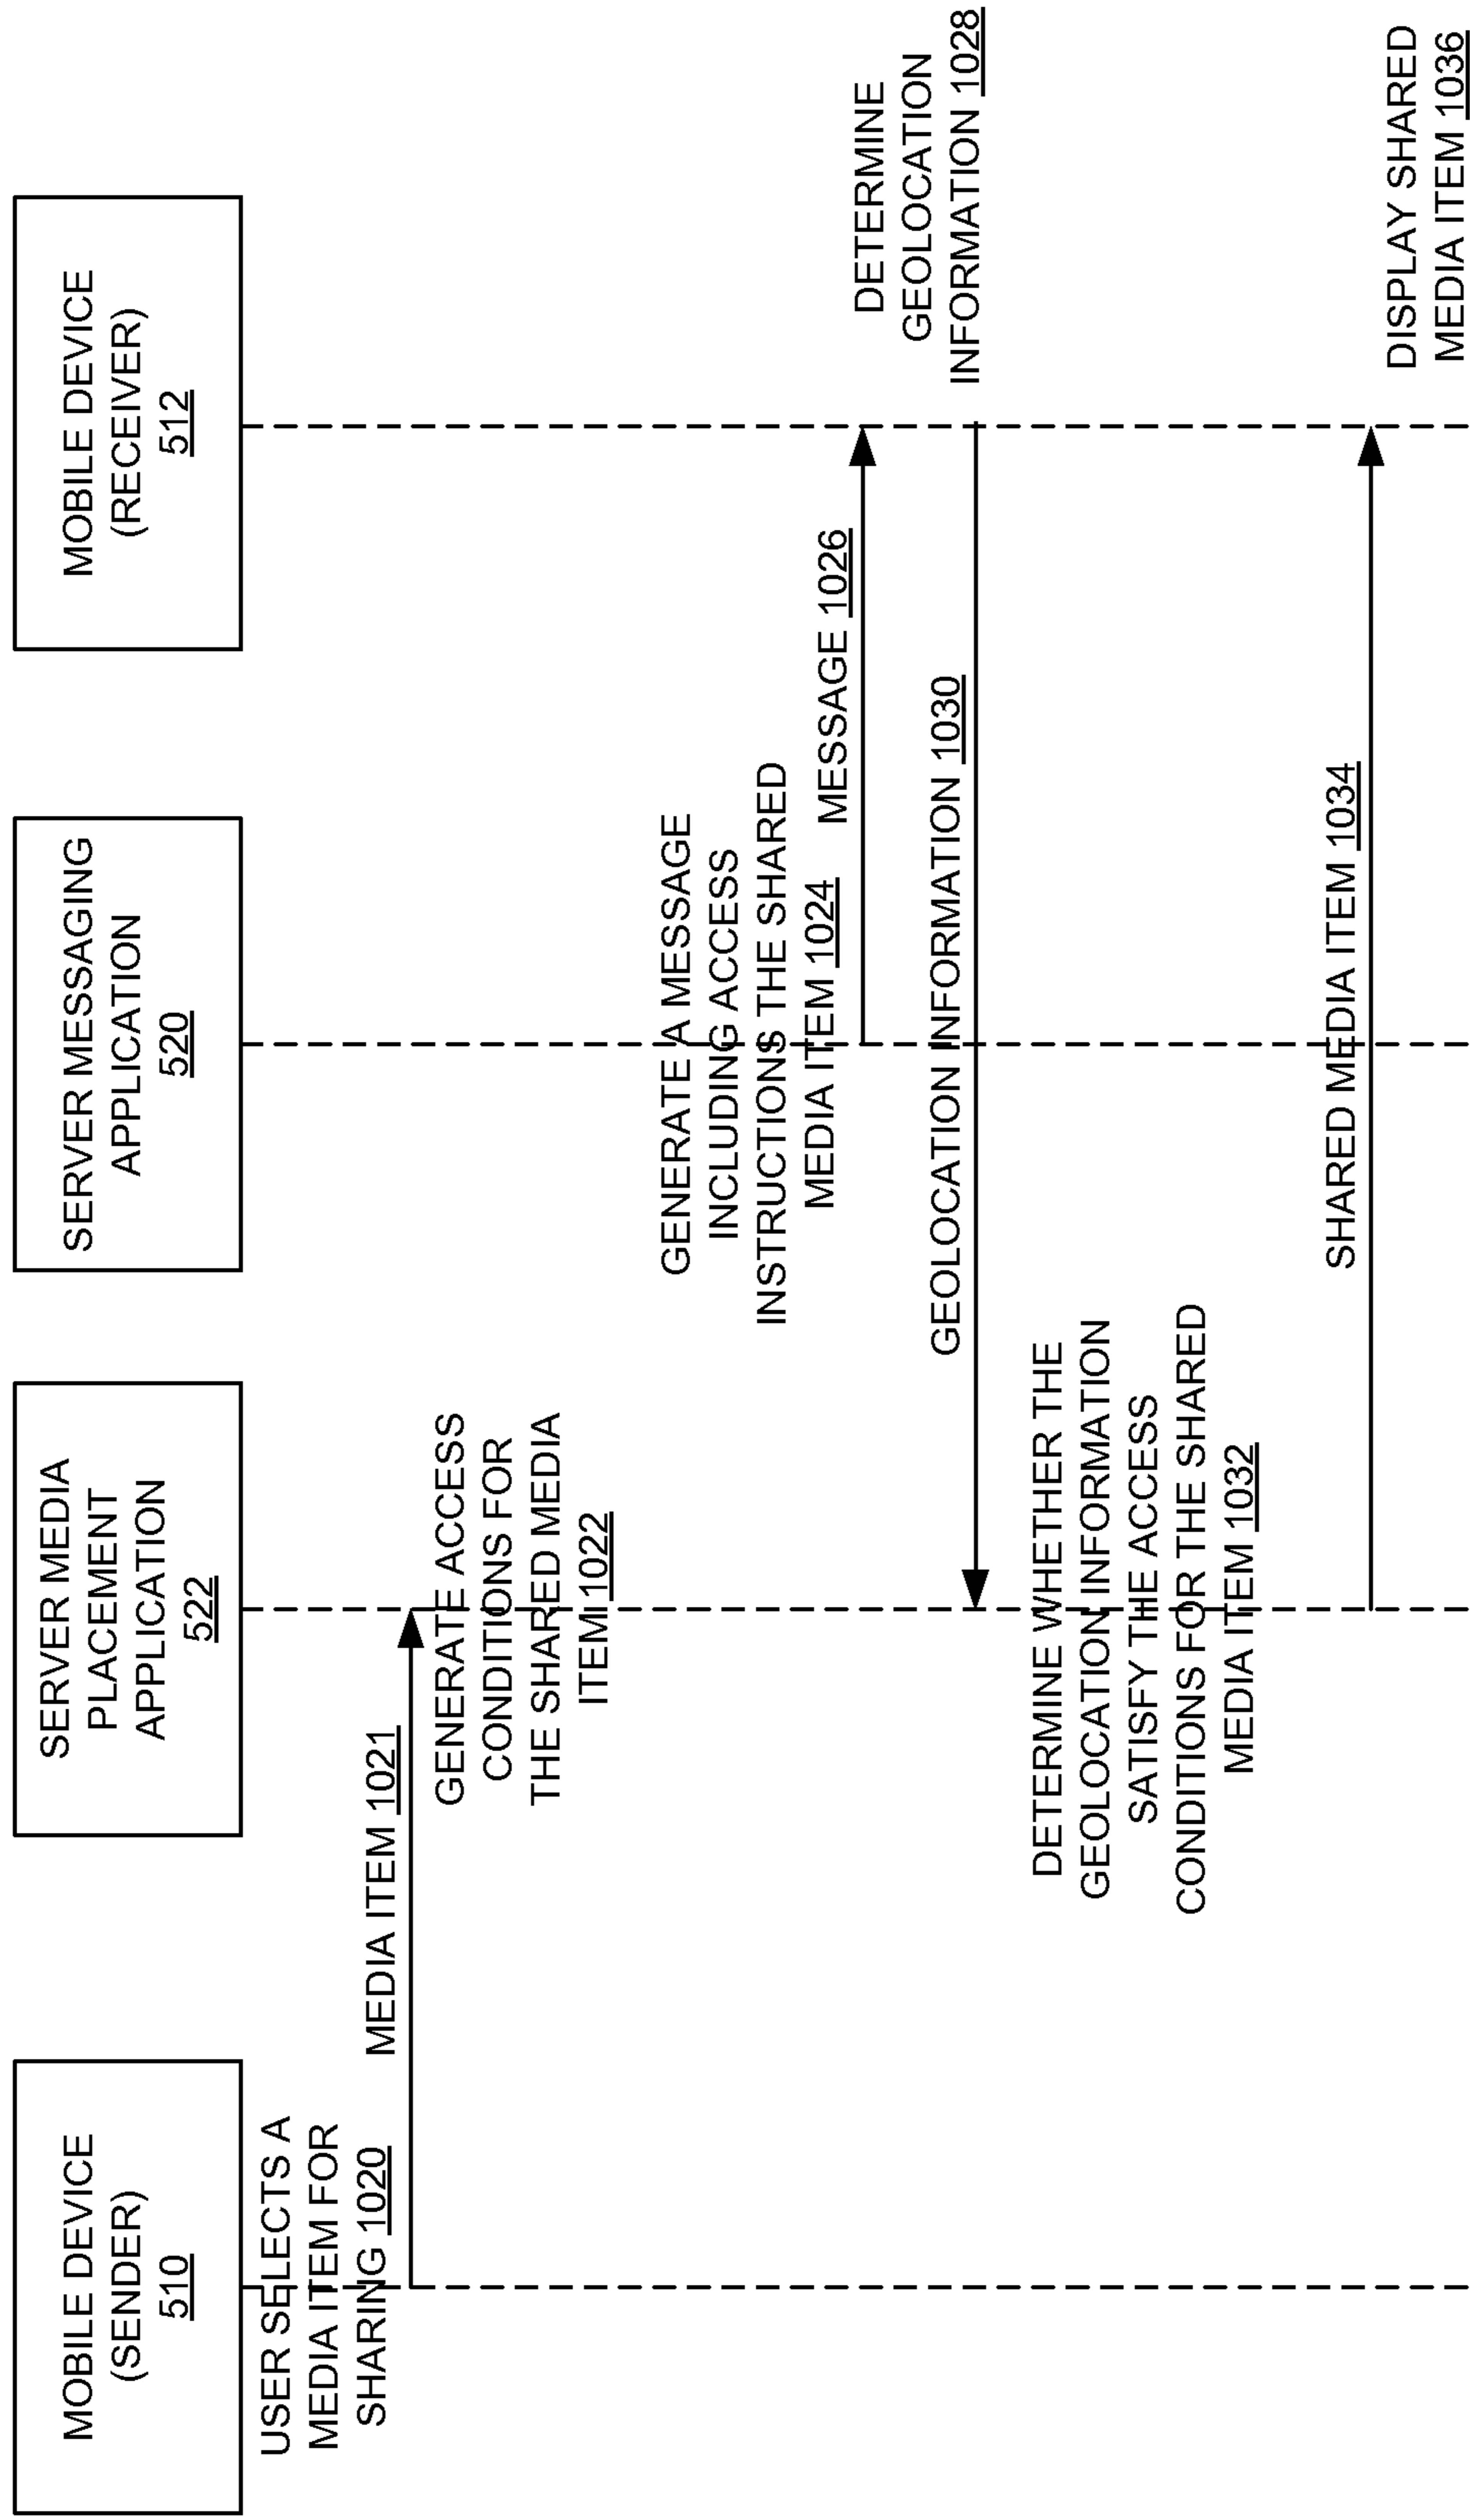 MOBILE DEVICE
(SENDER)
510
SERVER MEDIA
PLACEMENT
APPLICATION
522
SERVER MESSAGING
APPLICATION
520
MOBILE DEVICE
(RECEIVER)
512
USER SELECTS A
MEDIA ITEM FOR
SHARING 1020
MEDIA ITEM 1021
GENERATE ACCESS
CONDITIONS FOR
THE SHARED MEDIA
ITEM 1022
GENERATE A MESSAGE
INCLUDING ACCESS
INSTRUCTIONS THE SHARED
MEDIA ITEM 1024
MESSAGE 1026
DETERMINE
GEOLOCATION
INFORMATION 1028
GEOLOCATION INFORMATION 1030
DETERMINE WHETHER THE
GEOLOCATION INFORMATION
SATISFY THE ACCESS
CONDITIONS FOR THE SHARED
MEDIA ITEM 1032
SHARED MEDIA ITEM 1034
DISPLAY SHARED
MEDIA ITEM 1036